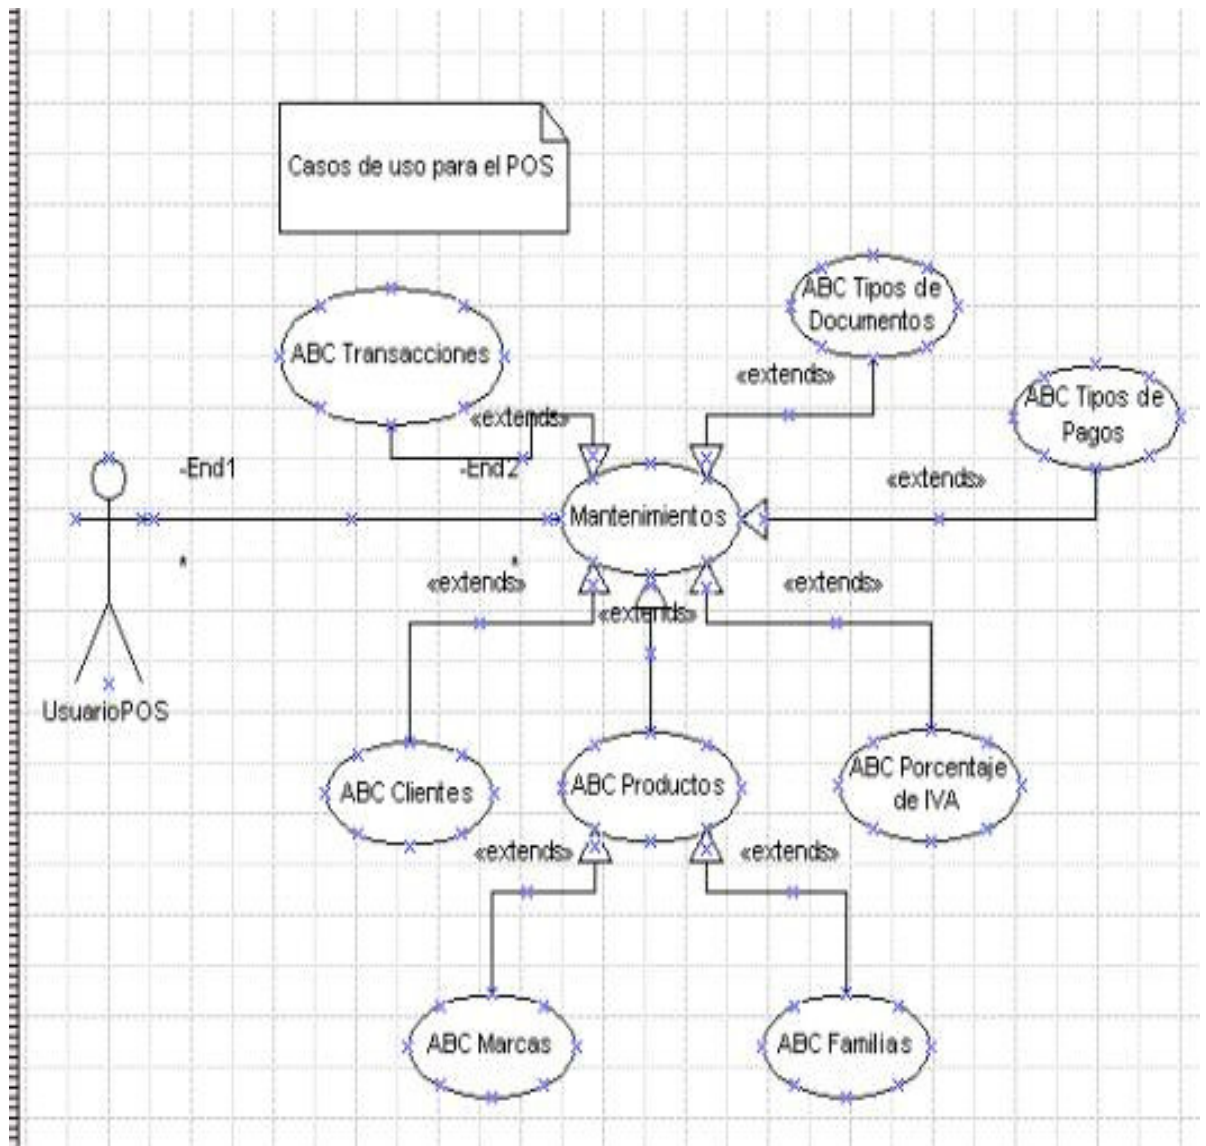 Casos de uso para el POS
ABC Tipos de
Documentos
ABC Transacciones
«extends»
ABC Tipos de
Pagos
«extends»
-End1
-End2
«extends»
Mantenimientos
*
*
«extends»
«extends»
«extends»
UsuarioPOS
ABC Clientes
ABC Productos
ABC Porcentaje
de IVA
«extends»
«extends»
ABC Marcas
ABC Familias